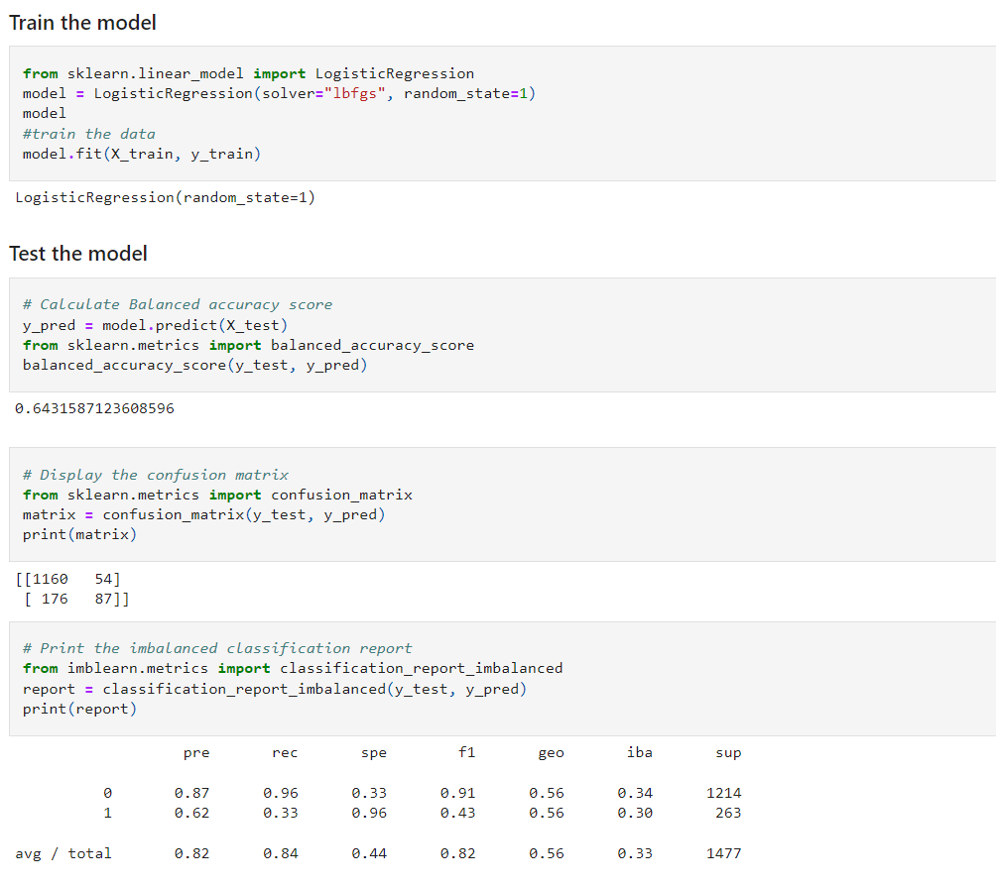 Train the model
from sklearn.linear_model import LogisticRegression
model = LogisticRegression(solver="lbfgs", random_state=1)
model
#train the data
model.fit(X_train, y_train)
LogisticRegression(random_state=1)
Test the model
# Calculate Balanced accuracy score
y_pred = model.predict(X_test)
from sklearn.metrics import balanced_accuracy_score
balanced_accuracy_score(y_test, y_pred)
0.6431587123608596
# Display the confusion matrix
from sklearn.metrics import confusion_matrix
matrix = confusion_matrix(y_test, y_pred)
print(matrix)
[[1160   54]
 [ 176   87]]
# Print the imbalanced classification report
from imblearn.metrics import classification_report_imbalanced
report = classification_report_imbalanced(y_test, y_pred)
print(report)
                   pre       rec       spe        f1       geo       iba       sup
          0       0.87      0.96      0.33      0.91      0.56      0.34      1214
          1       0.62      0.33      0.96      0.43      0.56      0.30       263
avg / total       0.82      0.84      0.44      0.82      0.56      0.33      1477